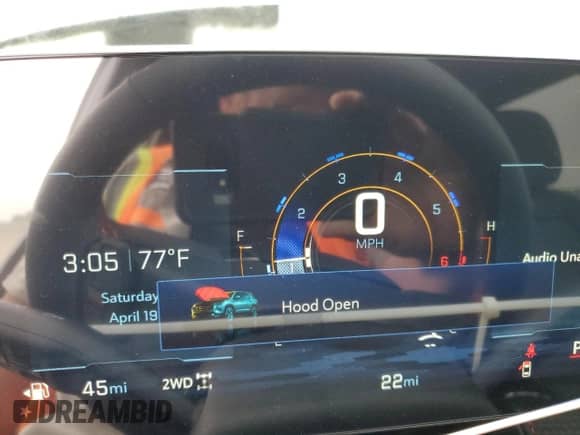 3
4
2
5
1
6
0
MPH
F
H
3:05 77°F
Audio Una
Saturday
April 19
Hood Open
45mi
2WD
22mi
P
DREAMBID